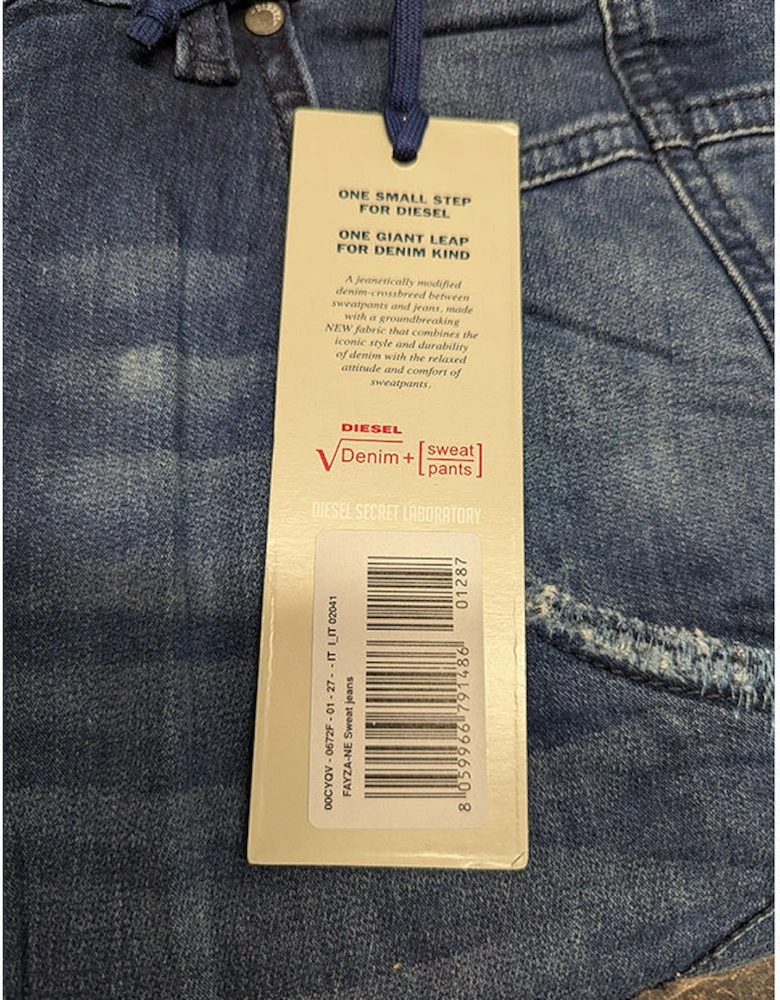 ONE SMALL STEP
FOR DIESEL
ONE GIANT LEAP
FOR DENIM KIND
A jeanetically modified
denim-crossbreed between
sweatpants and jeans, made
with a groundbreaking
NEW fabric that combines the
iconic style and durability
of denim with the relaxed
attitude and comfort of
sweatpants.
DIESEL
√Denim + [sweat
pants]
DIESEL SECRET LABORATORY
00CYQV - 0672F - 01 - 27 - - IT I_IT 02041
FAYZA-NE Sweat jeans
8 059966 791486
01287